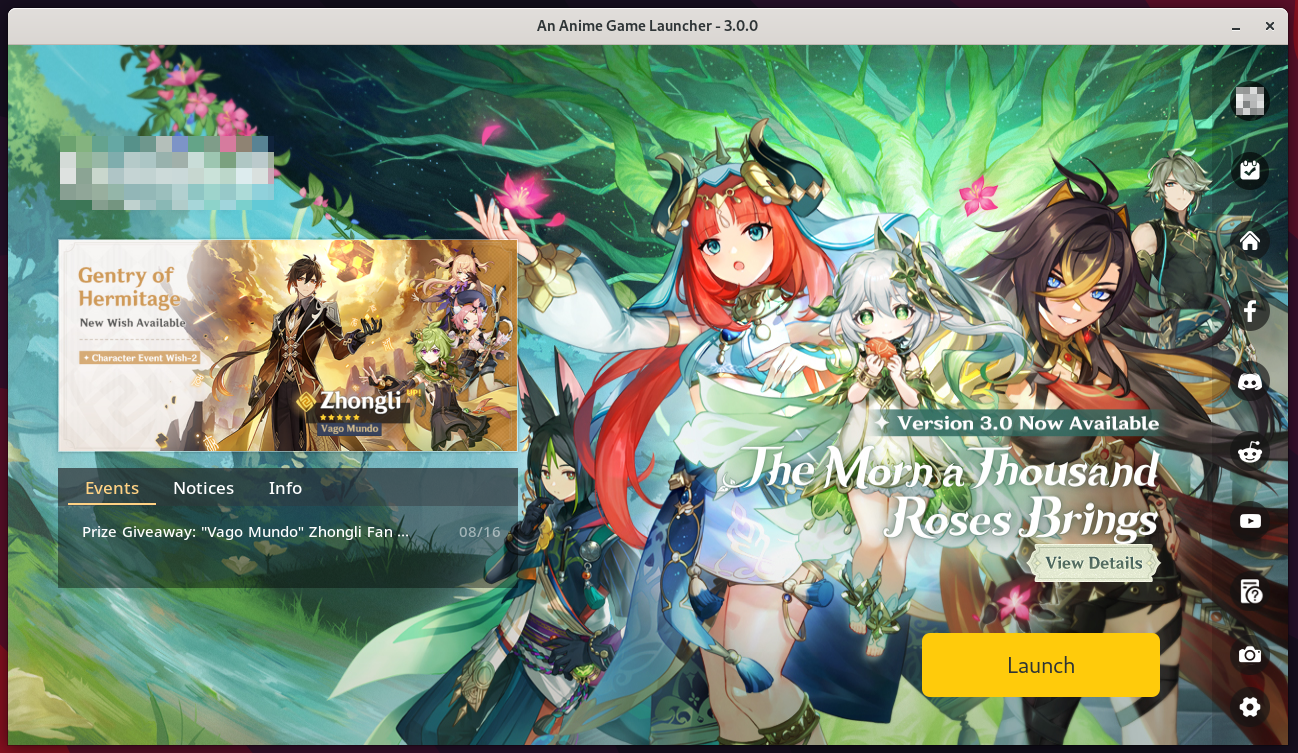 An Anime Game Launcher - 3.0.0
Gentry of
Hermitage
New Wish Available
✦ Character Event Wish-2
Zhongli UP!
★★★★★
Vago Mundo
Events Notices Info
Prize Giveaway: "Vago Mundo" Zhongli Fan ... 08/16
✦ Version 3.0 Now Available
The Morn a Thousand
Roses Brings
View Details
Launch